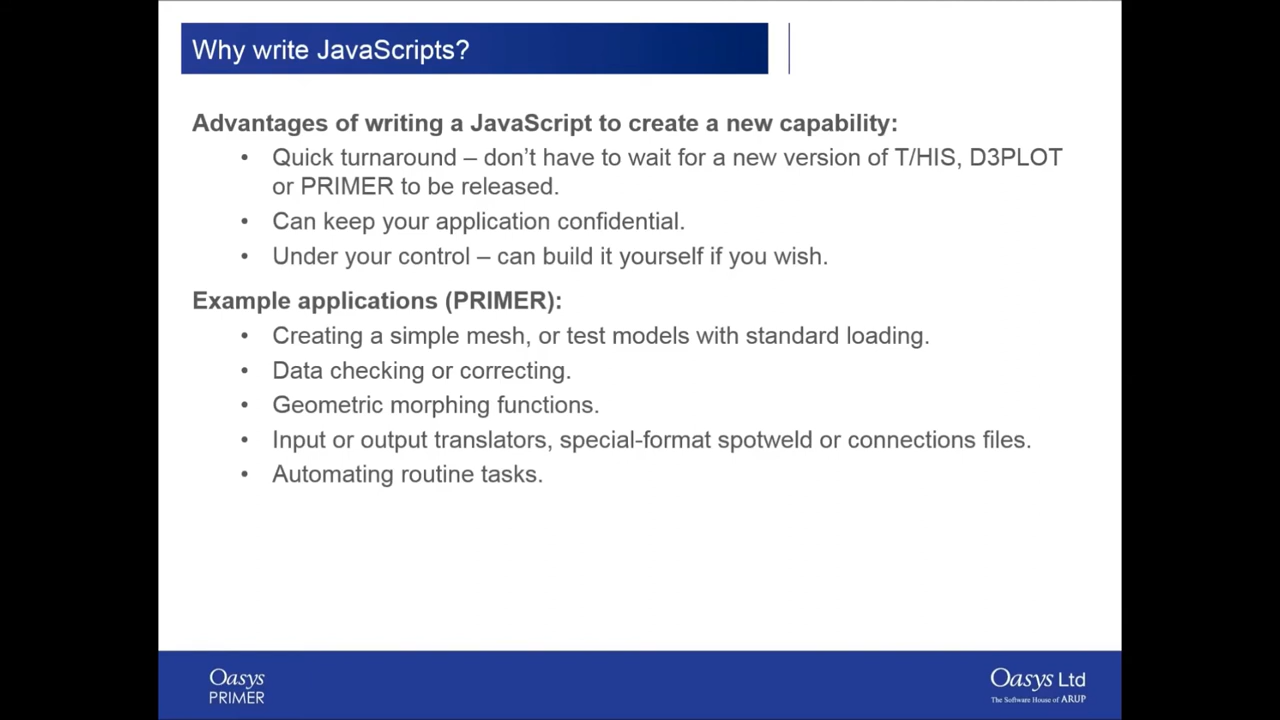 Why write JavaScripts?
Advantages of writing a JavaScript to create a new capability:
• Quick turnaround – don’t have to wait for a new version of T/HIS, D3PLOT
or PRIMER to be released.
• Can keep your application confidential.
• Under your control – can build it yourself if you wish.
Example applications (PRIMER):
• Creating a simple mesh, or test models with standard loading.
• Data checking or correcting.
• Geometric morphing functions.
• Input or output translators, special-format spotweld or connections files.
• Automating routine tasks.
Oasys
PRIMER
Oasys Ltd
The Software House of ARUP